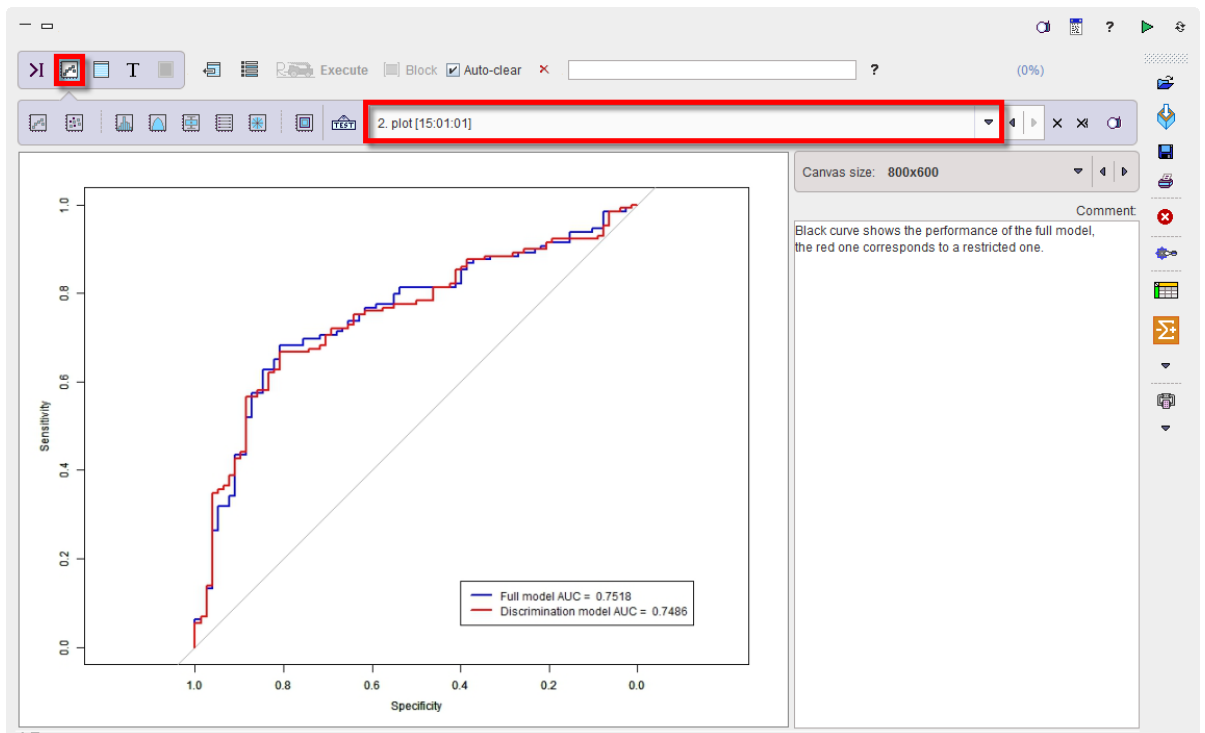 ?
T
Execute
Block
Auto-clear
?
(0%)
TEST
2. plot [15:01:01]
Canvas size: 800x600
Comment:
Black curve shows the performance of the full model,
the red one corresponds to a restricted one.
1.0
0.8
0.6
0.4
0.2
0.0
Sensitivity
Full model AUC = 0.7518
Discrimination model AUC = 0.7486
1.0
0.8
0.6
0.4
0.2
0.0
Specificity